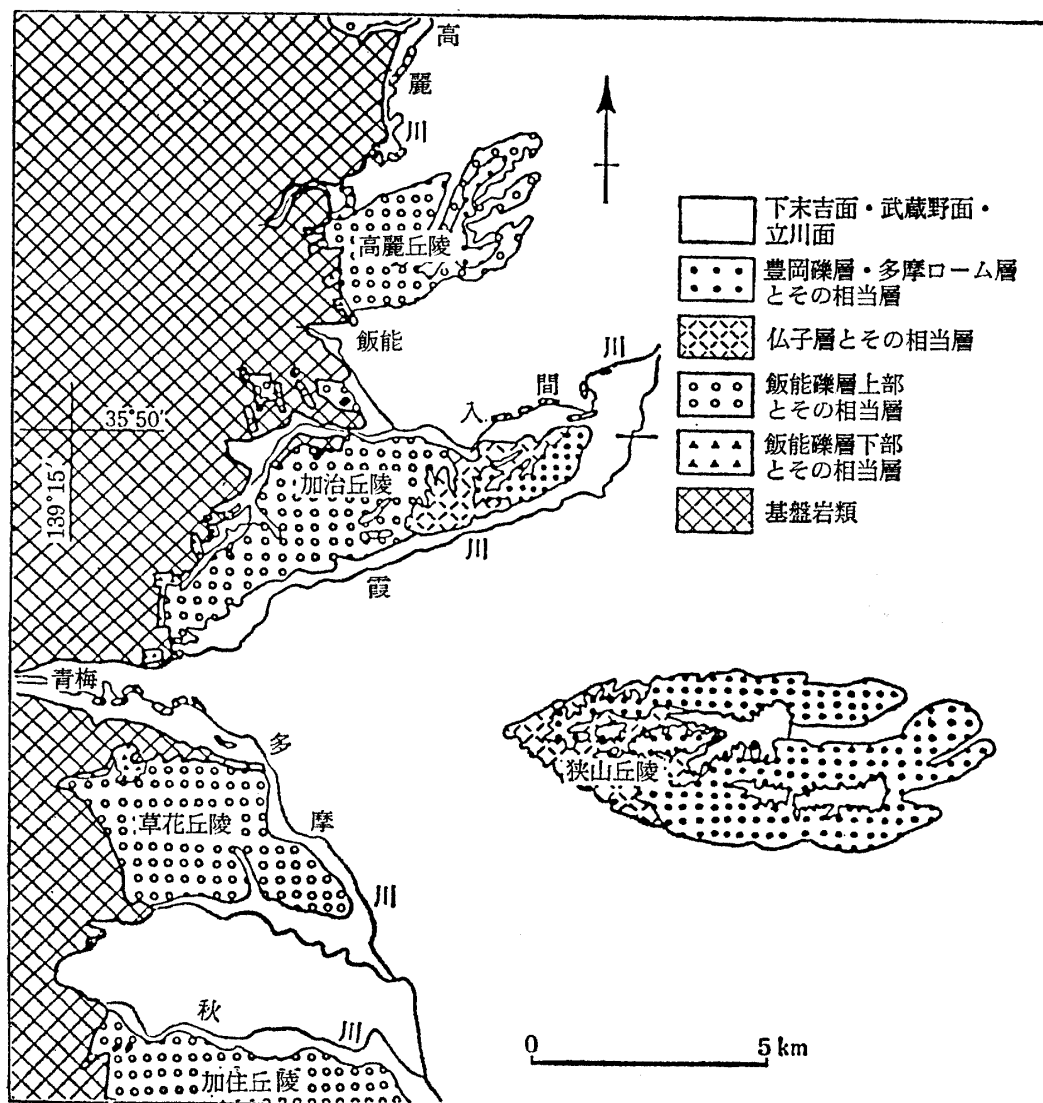 高
麗
川
高麗丘陵
飯能
入間川
35°50′
139°15′
加治丘陵
霞川
青梅
多摩川
草花丘陵
狭山丘陵
秋川
加住丘陵
下末吉面・武蔵野面・
立川面
豊岡礫層・多摩ローム層
とその相当層
仏子層とその相当層
飯能礫層上部
とその相当層
飯能礫層下部
とその相当層
基盤岩類
0 5 km